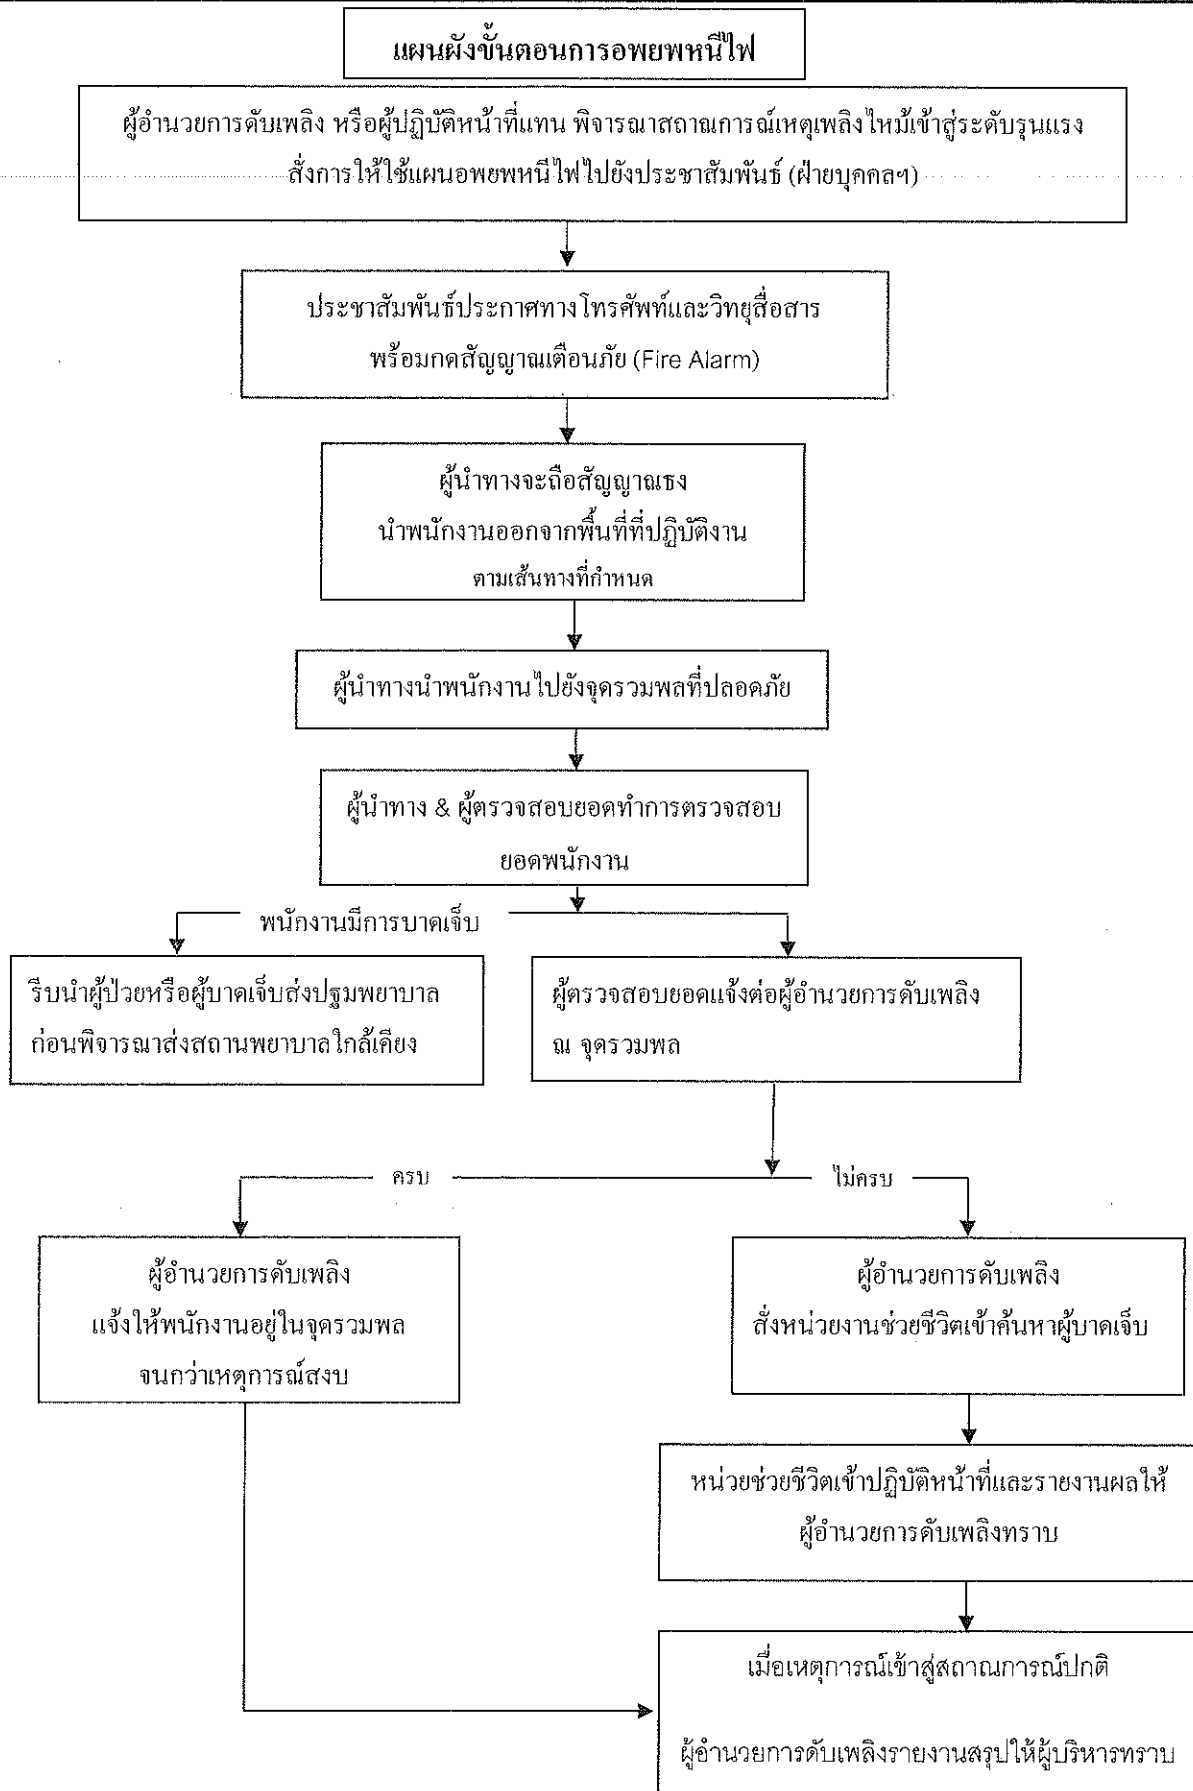 แผนผังขั้นตอนการอพยพหนีไฟ
ผู้อำนวยการดับเพลิง หรือผู้ปฏิบัติหน้าที่แทน พิจารณาสถาณการณ์เหตุเพลิงไหม้เข้าสู่ระดับรุนแรง
สั่งการให้ใช้แผนอพยพหนีไฟไปยังประชาสัมพันธ์ (ฝ่ายบุคคลฯ)
ประชาสัมพันธ์ประกาศทางโทรศัพท์และวิทยุสื่อสาร
พร้อมกดสัญญาณเตือนภัย (Fire Alarm)
ผู้นำทางจะถือสัญญาณธง
นำพนักงานออกจากพื้นที่ที่ปฏิบัติงาน
ตามเส้นทางที่กำหนด
ผู้นำทางนำพนักงานไปยังจุดรวมพลที่ปลอดภัย
ผู้นำทาง & ผู้ตรวจสอบยอดทำการตรวจสอบ
ยอดพนักงาน
พนักงานมีการบาดเจ็บ
รีบนำผู้ป่วยหรือผู้บาดเจ็บส่งปฐมพยาบาล
ก่อนพิจารณาส่งสถานพยาบาลใกล้เคียง
ผู้ตรวจสอบยอดแจ้งต่อผู้อำนวยการดับเพลิง
ณ จุดรวมพล
ครบ
ไม่ครบ
ผู้อำนวยการดับเพลิง
แจ้งให้พนักงานอยู่ในจุดรวมพล
จนกว่าเหตุการณ์สงบ
ผู้อำนวยการดับเพลิง
สั่งหน่วยงานช่วยชีวิตเข้าค้นหาผู้บาดเจ็บ
หน่วยช่วยชีวิตเข้าปฏิบัติหน้าที่และรายงานผลให้
ผู้อำนวยการดับเพลิงทราบ
เมื่อเหตุการณ์เข้าสู่สถาณการณ์ปกติ
ผู้อำนวยการดับเพลิงรายงานสรุปให้ผู้บริหารทราบ